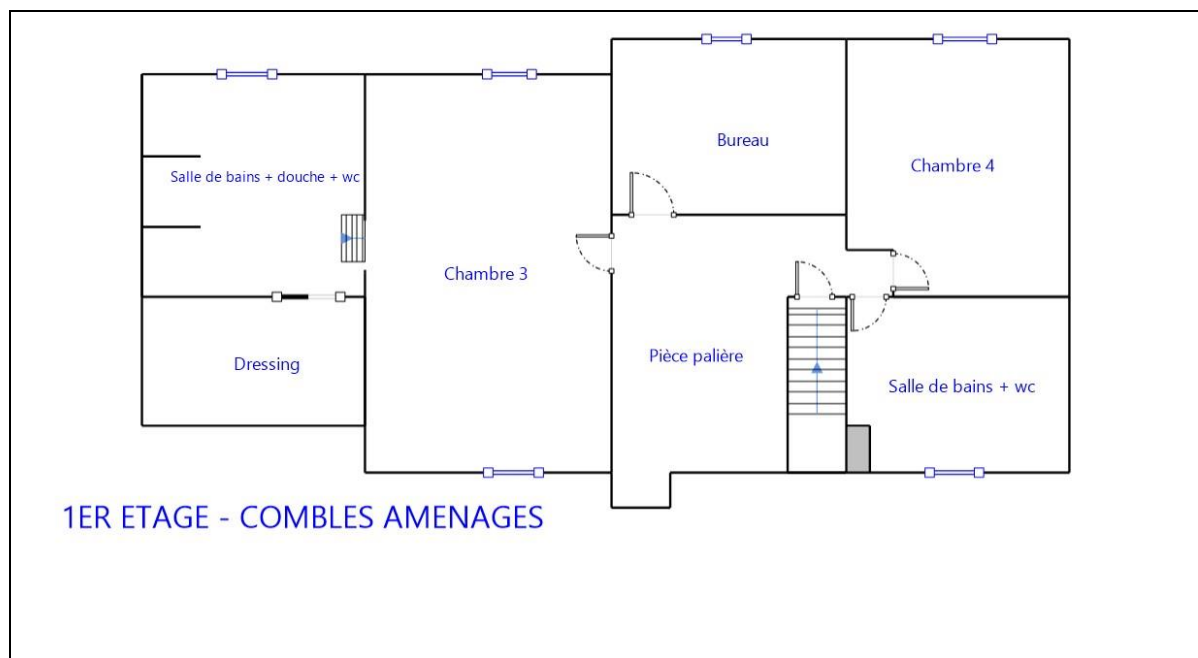 Bureau
Chambre 4
Salle de bains + douche + wc
Chambre 3
Pièce palière
Dressing
Salle de bains + wc
1ER ETAGE - COMBLES AMENAGES